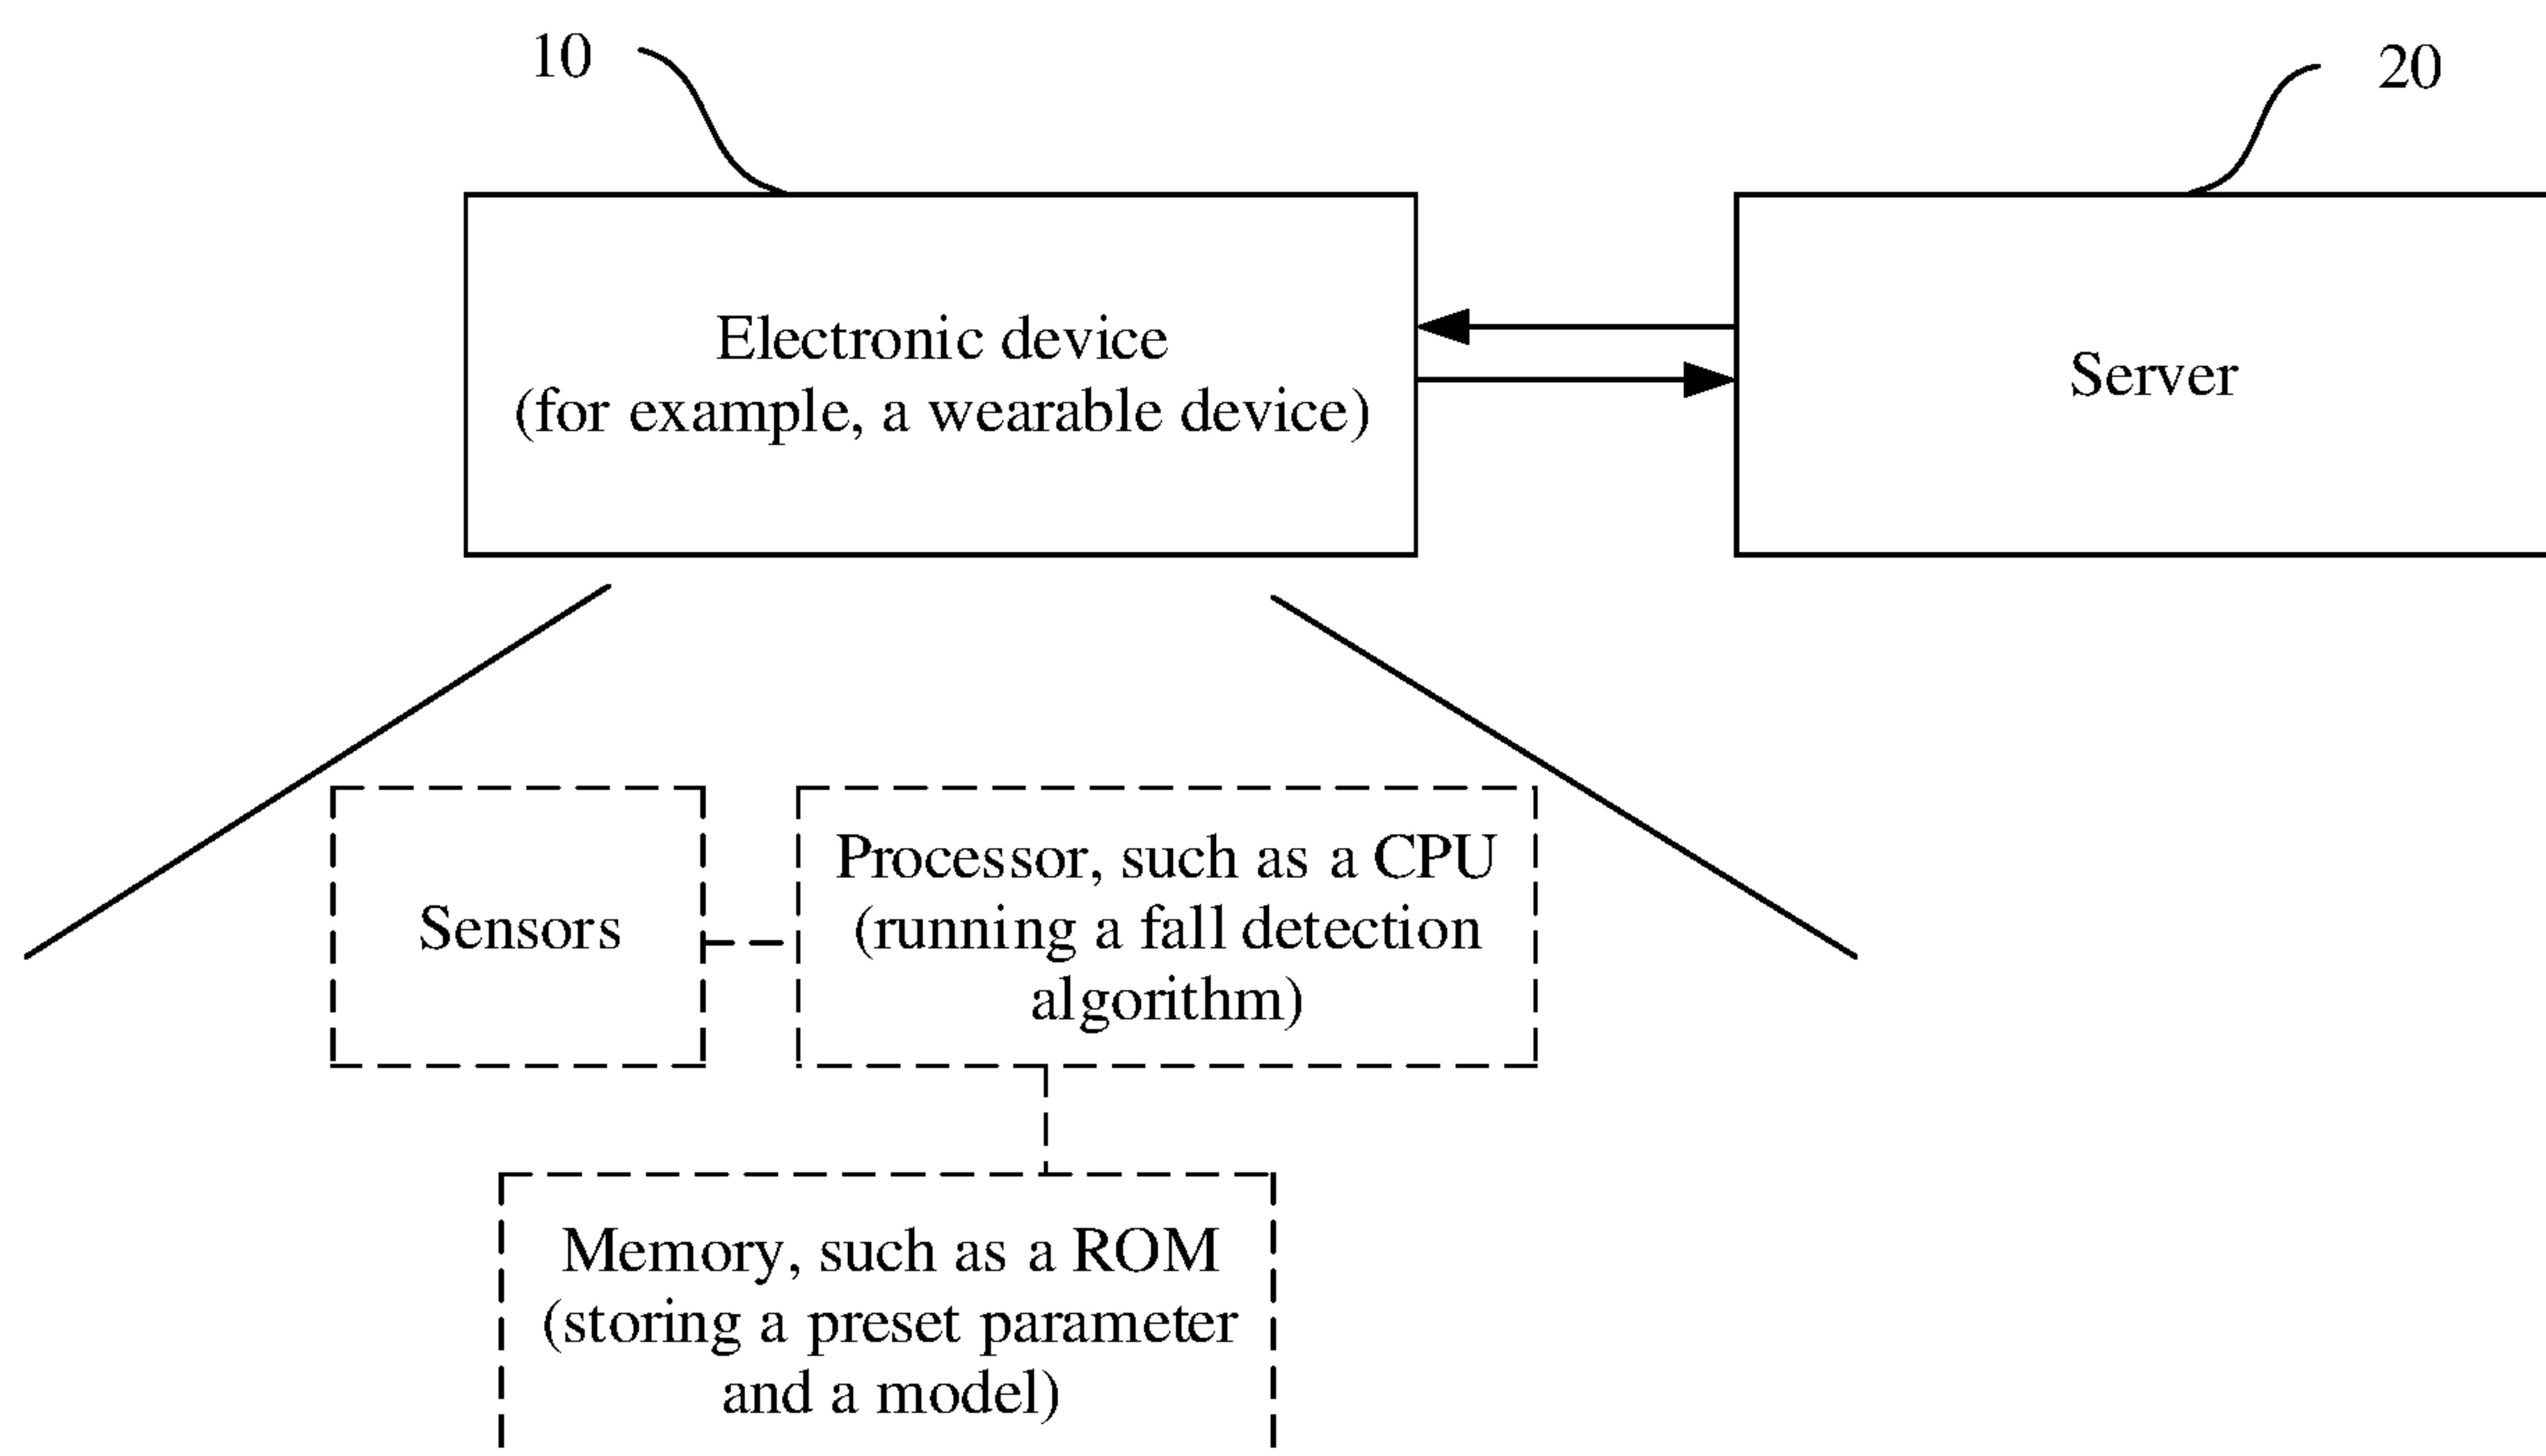 10
20
Electronic device
(for example, a wearable device)
Server
Sensors
Processor, such as a CPU
(running a fall detection
algorithm)
Memory, such as a ROM
(storing a preset parameter
and a model)